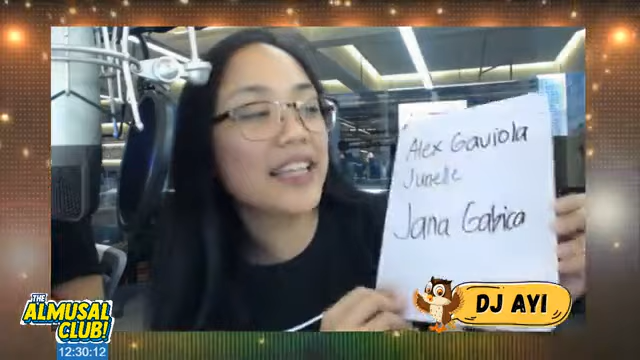 Alex Gaviola
Junelle
Jana Gabica
DJ AYI
THE
ALMUSAL
CLUB!
12:30:12